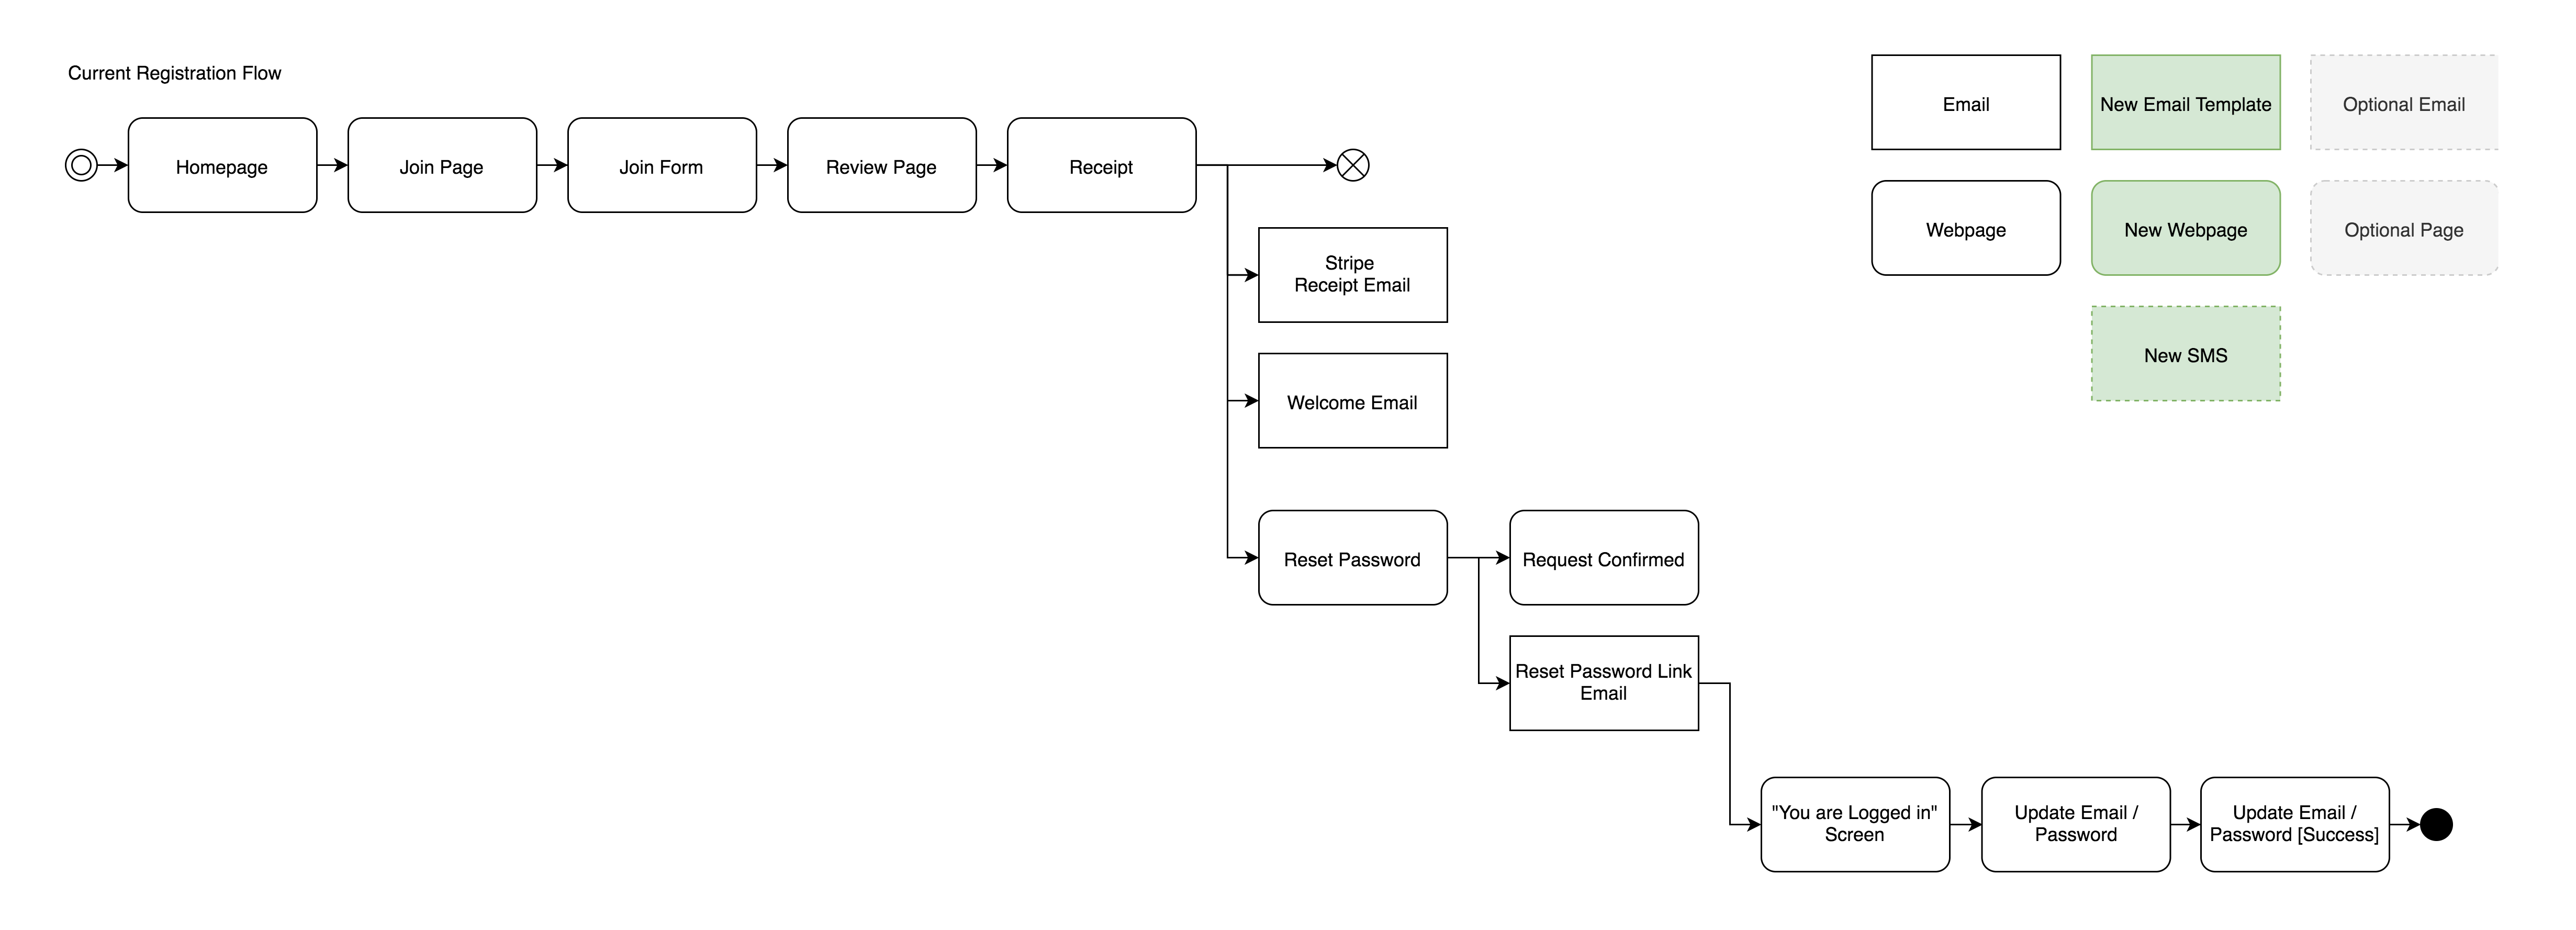 Current Registration Flow
Homepage
Join Page
Join Form
Review Page
Receipt
Stripe
Receipt Email
Welcome Email
Reset Password
Request Confirmed
Reset Password Link
Email
"You are Logged in"
Screen
Update Email /
Password
Update Email /
Password [Success]
Email
New Email Template
Optional Email
Webpage
New Webpage
Optional Page
New SMS